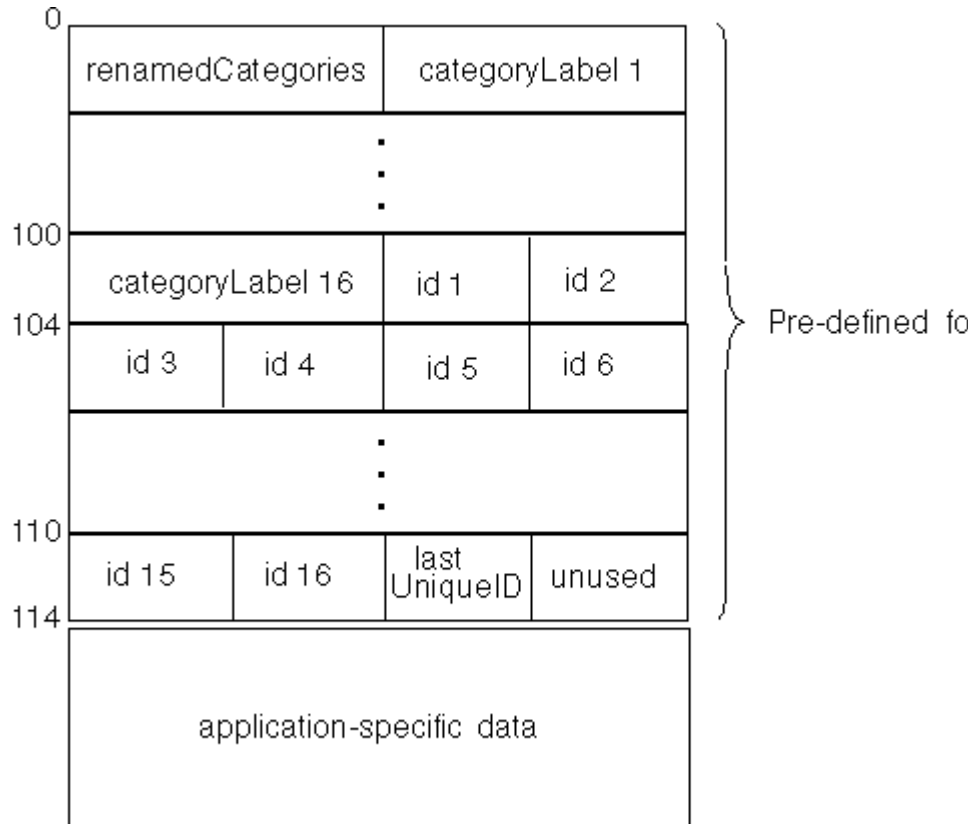 0
renamedCategories categoryLabel 1
100
categoryLabel 16 id 1 id 2
104
id 3 id 4 id 5 id 6
110
id 15 id 16 last UniqueID unused
114
application-specific data
Pre-defined fo